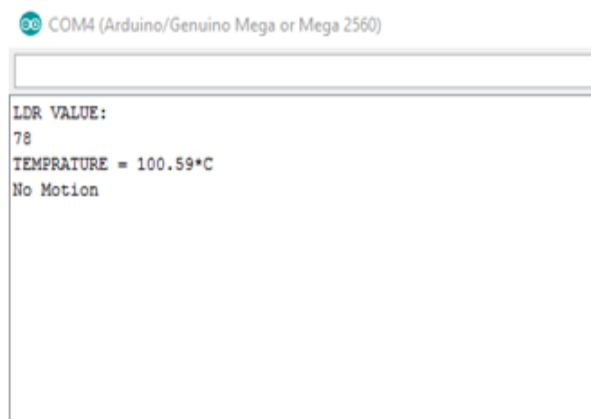 COM4 (Arduino/Genuino Mega or Mega 2560)
LDR VALUE:
78
TEMPRATURE = 100.59*C
No Motion